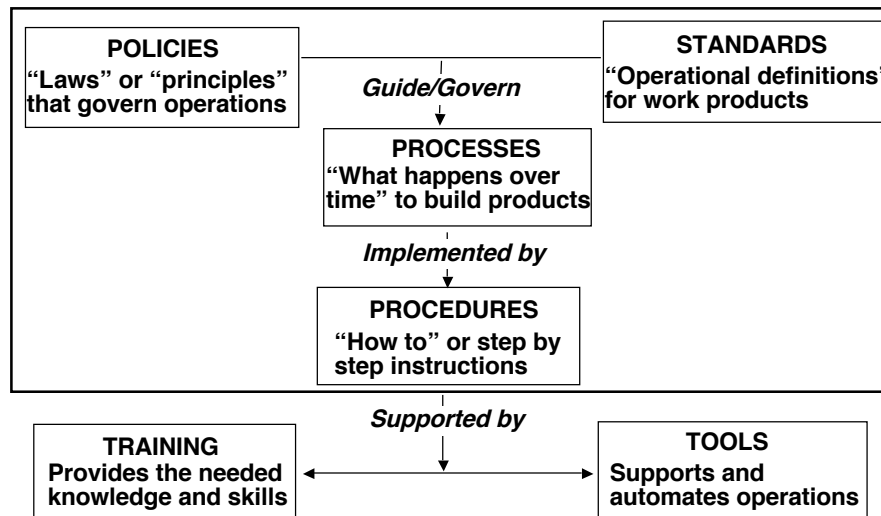 POLICIES
“Laws” or “principles”
that govern operations
STANDARDS
“Operational definitions”
for work products
Guide/Govern
PROCESSES
“What happens over
time” to build products
Implemented by
PROCEDURES
“How to” or step by
step instructions
Supported by
TRAINING
Provides the needed
knowledge and skills
TOOLS
Supports and
automates operations